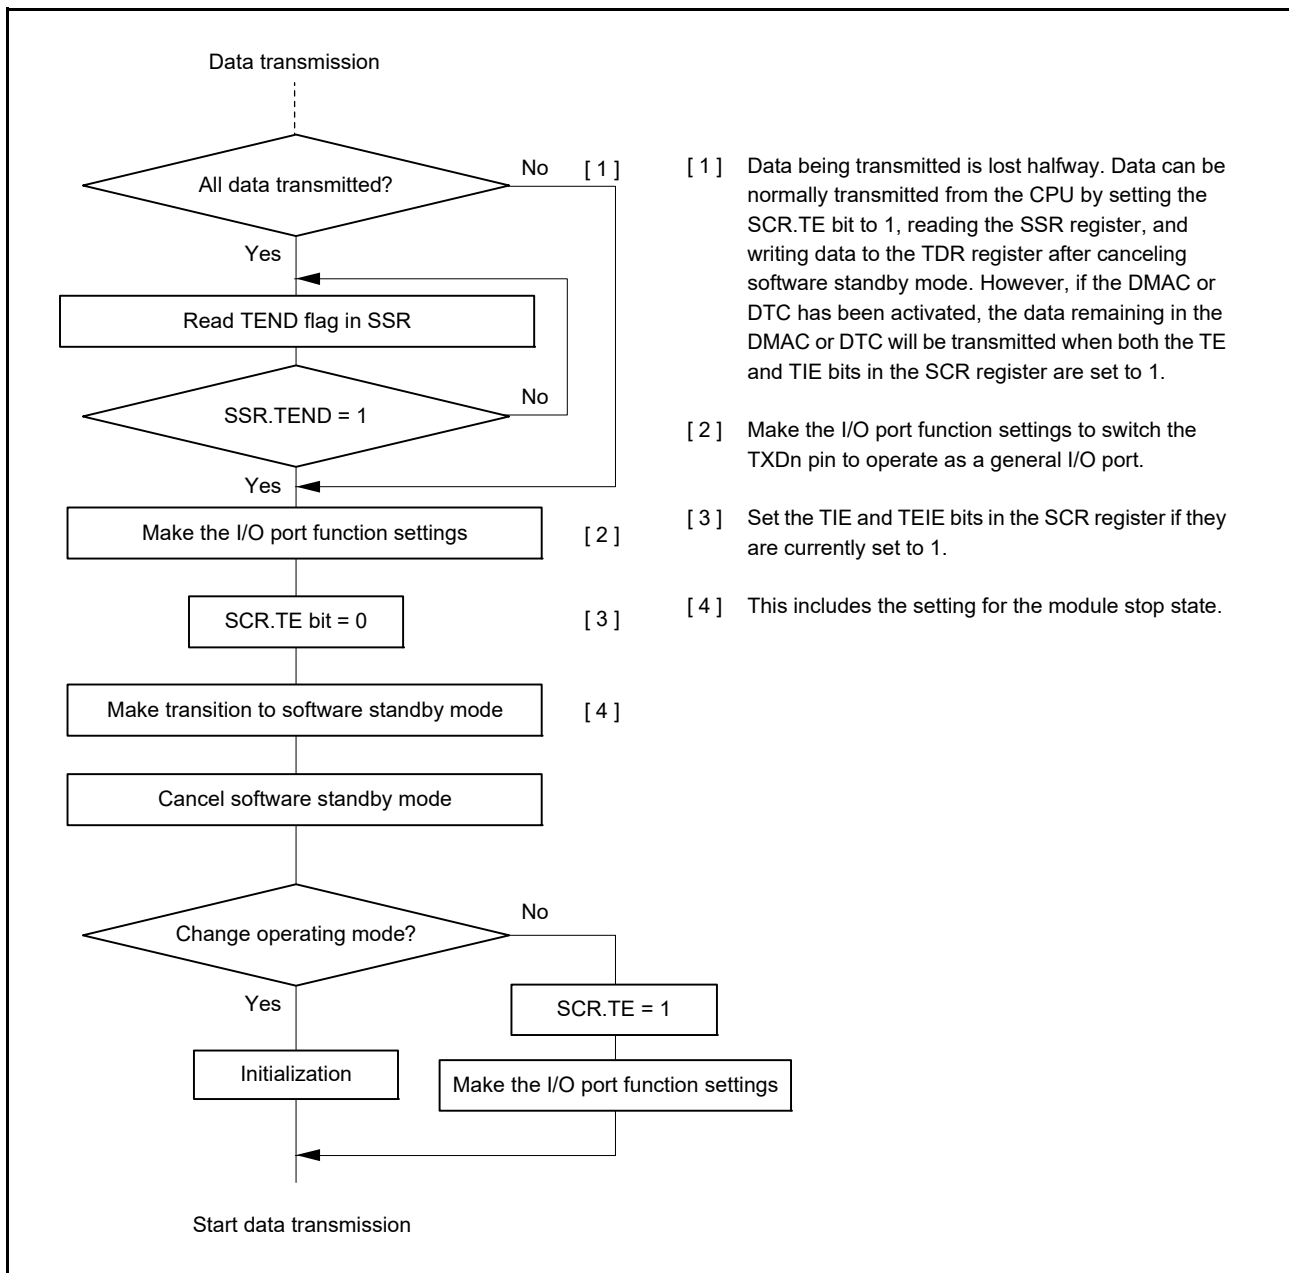 Data transmission
All data transmitted?
No
[ 1 ]
Yes
Read TEND flag in SSR
SSR.TEND = 1
No
Yes
Make the I/O port function settings
[ 2 ]
SCR.TE bit = 0
[ 3 ]
Make transition to software standby mode
[ 4 ]
Cancel software standby mode
Change operating mode?
No
Yes
SCR.TE = 1
Initialization
Make the I/O port function settings
Start data transmission
[ 1 ] Data being transmitted is lost halfway. Data can be
normally transmitted from the CPU by setting the
SCR.TE bit to 1, reading the SSR register, and
writing data to the TDR register after canceling
software standby mode. However, if the DMAC or
DTC has been activated, the data remaining in the
DMAC or DTC will be transmitted when both the TE
and TIE bits in the SCR register are set to 1.
[ 2 ] Make the I/O port function settings to switch the
TXDn pin to operate as a general I/O port.
[ 3 ] Set the TIE and TEIE bits in the SCR register if they
are currently set to 1.
[ 4 ] This includes the setting for the module stop state.